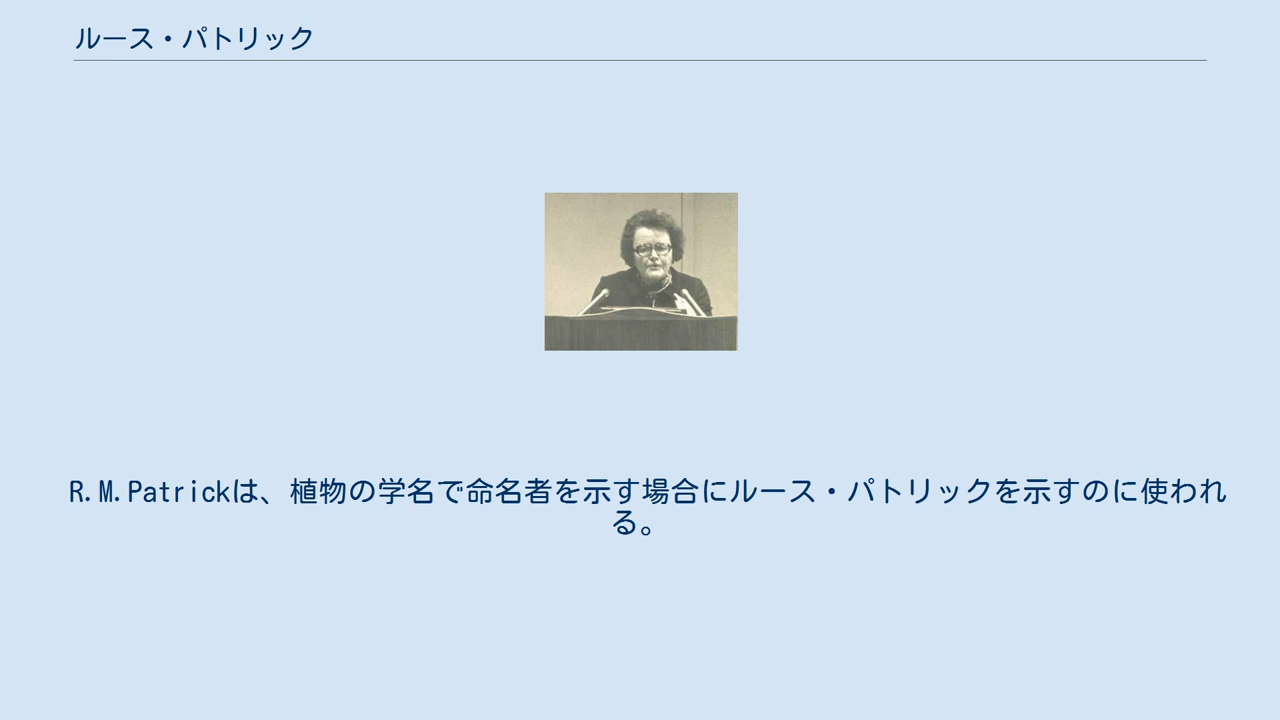 ルース・パトリック
R.M.Patrickは、植物の学名で命名者を示す場合にルース・パトリックを示すのに使われ
る。